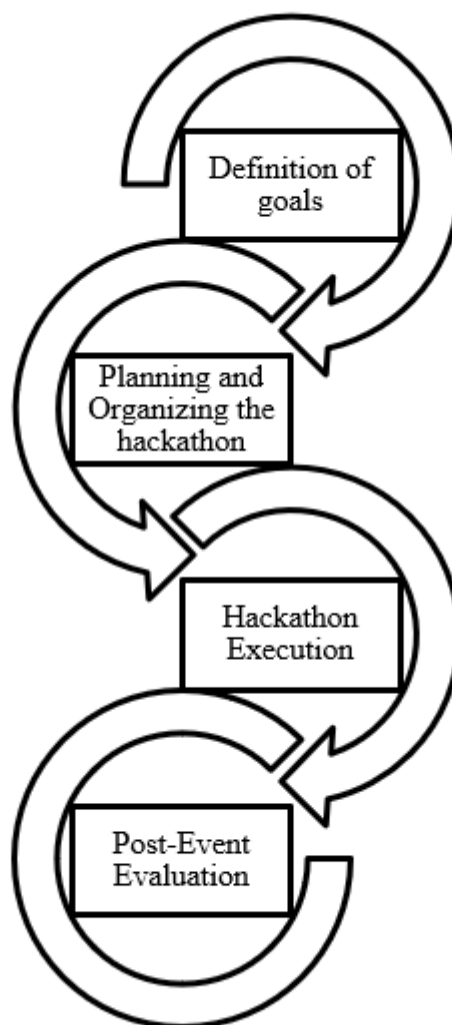 Definition of
goals
Planning and
Organizing the
hackathon
Hackathon
Execution
Post-Event
Evaluation